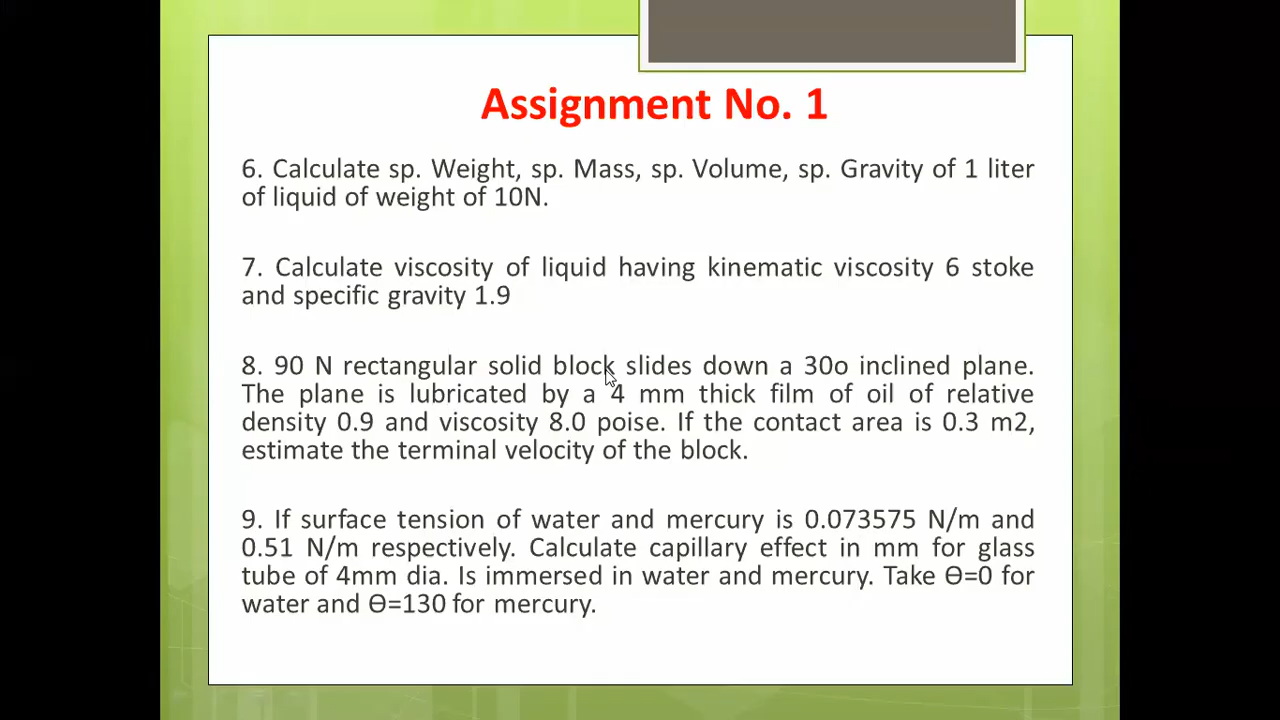 Assignment No. 1
6. Calculate sp. Weight, sp. Mass, sp. Volume, sp. Gravity of 1 liter
of liquid of weight of 10N.
7. Calculate viscosity of liquid having kinematic viscosity 6 stoke
and specific gravity 1.9
8. 90 N rectangular solid block slides down a 30o inclined plane.
The plane is lubricated by a 4 mm thick film of oil of relative
density 0.9 and viscosity 8.0 poise. If the contact area is 0.3 m2,
estimate the terminal velocity of the block.
9. If surface tension of water and mercury is 0.073575 N/m and
0.51 N/m respectively. Calculate capillary effect in mm for glass
tube of 4mm dia. Is immersed in water and mercury. Take ϴ=0 for
water and ϴ=130 for mercury.